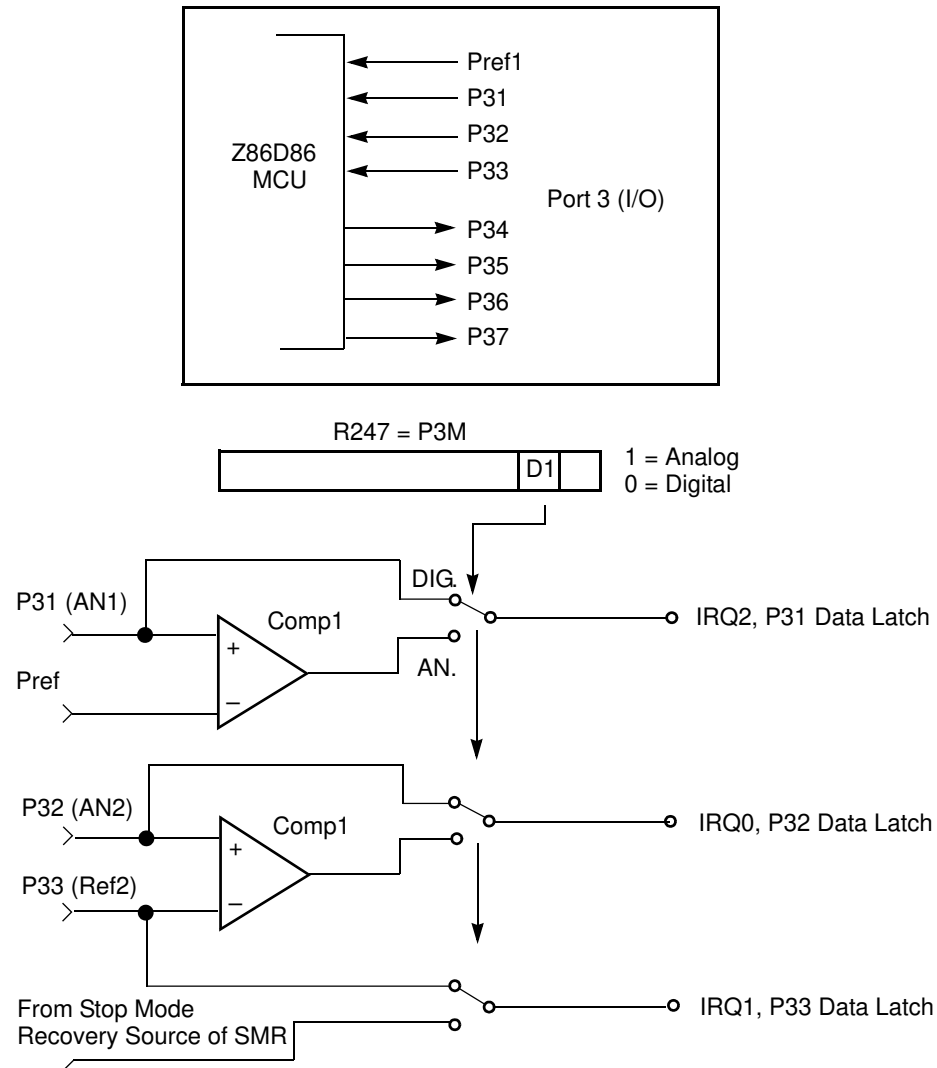 Pref1
P31
P32
P33
Z86D86
MCU
Port 3 (I/O)
P34
P35
P36
P37
R247 = P3M
D1
1 = Analog
0 = Digital
DIG.
P31 (AN1)
Comp1
IRQ2, P31 Data Latch
+
AN.
Pref
–
P32 (AN2)
Comp1
IRQ0, P32 Data Latch
+
P33 (Ref2)
–
From Stop Mode
Recovery Source of SMR
IRQ1, P33 Data Latch